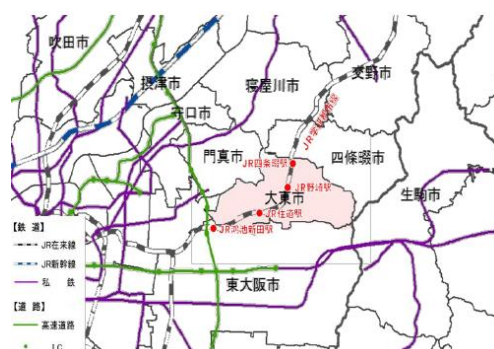 吹田市
摂津市
守口市
寝屋川市
交野市
JR学研都市線
門真市
JR四条畷駅
四條畷市
JR野崎駅
大東市
生駒市
JR住道駅
JR鴻池新田駅
東大阪市
【鉄 道】
JR在来線
JR新幹線
私 鉄
【道 路】
高速道路
IC